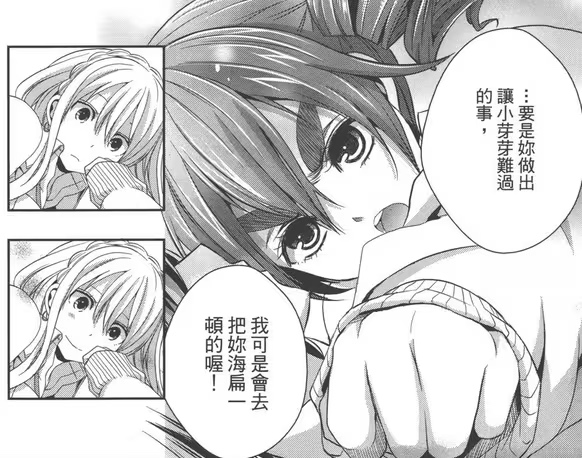 …要是妳做出
讓小芽芽難過
的事，
我可是會去
把妳海扁一
頓的喔！